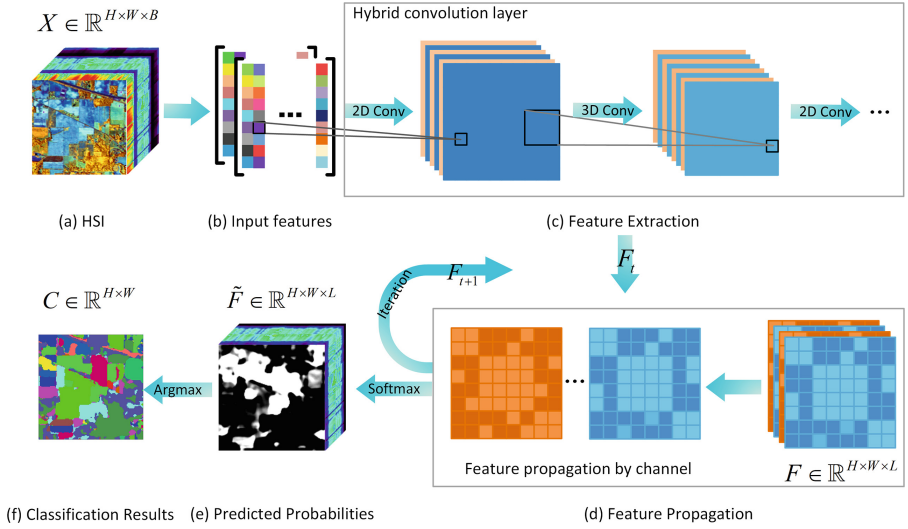 X ∈ ℝ^{H×W×B}
Hybrid convolution layer
2D Conv
3D Conv
2D Conv
(a) HSI
(b) Input features
(c) Feature Extraction
F_t
F_{t+1}
Iteration
C ∈ ℝ^{H×W}
F̃ ∈ ℝ^{H×W×L}
Argmax
Softmax
Feature propagation by channel
F ∈ ℝ^{H×W×L}
(f) Classification Results
(e) Predicted Probabilities
(d) Feature Propagation